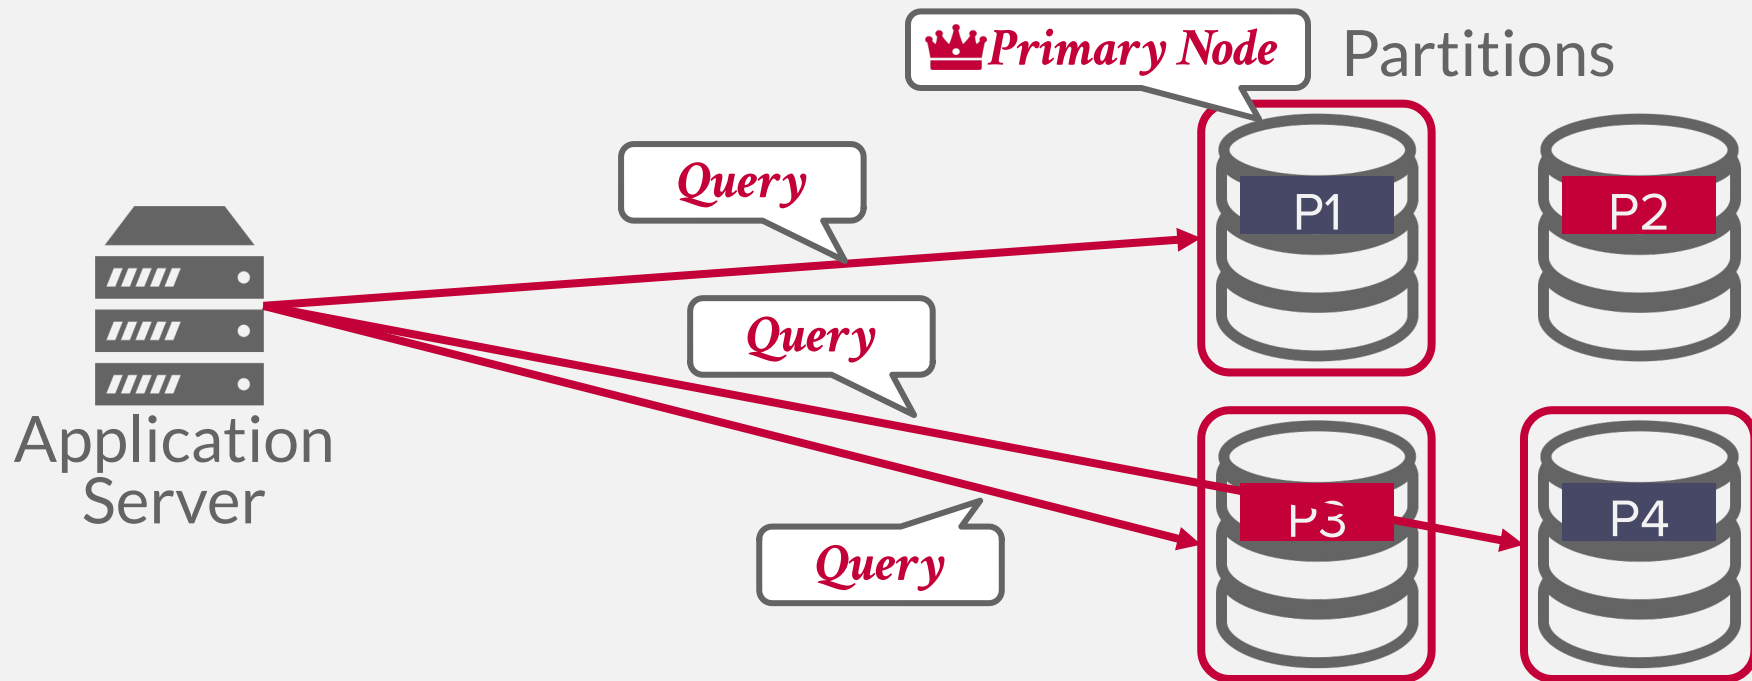 Primary Node
Partitions
Query
P1
P2
Query
Application
Server
P3
P4
Query